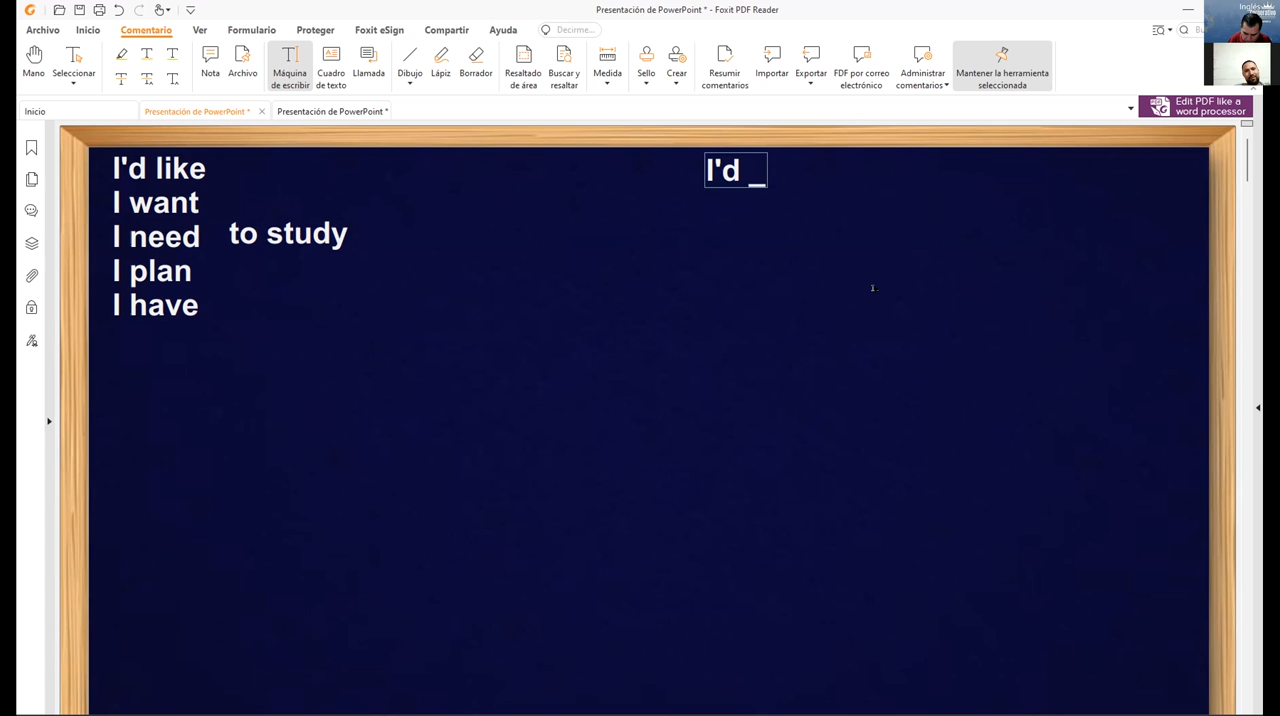 Presentación de PowerPoint * - Foxit PDF Reader
Archivo Inicio Comentario Ver Formulario Proteger Foxit eSign Compartir Ayuda Decirme...
Mano Seleccionar Nota Archivo Máquina de escribir Cuadro de texto Llamada Dibujo Lápiz Borrador Resaltado de área Buscar y resaltar Medida Sello Crear Resumir comentarios Importar Exportar PDF por correo electrónico Administrar comentarios Mantener la herramienta seleccionada
Inicio Presentación de PowerPoint * Presentación de PowerPoint *
Edit PDF like a
word processor
Inglés
I'd like
I want
I need to study
I plan
I have
I'd _